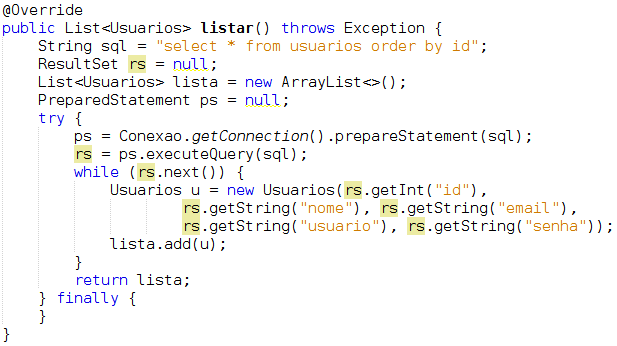 @Override
public List<Usuarios> listar() throws Exception {
    String sql = "select * from usuarios order by id";
    ResultSet rs = null;
    List<Usuarios> lista = new ArrayList<>();
    PreparedStatement ps = null;
    try {
        ps = Conexao.getConnection().prepareStatement(sql);
        rs = ps.executeQuery(sql);
        while (rs.next()) {
            Usuarios u = new Usuarios(rs.getInt("id"),
                    rs.getString("nome"), rs.getString("email"),
                    rs.getString("usuario"), rs.getString("senha"));
            lista.add(u);
        }
        return lista;
    } finally {
    }
}